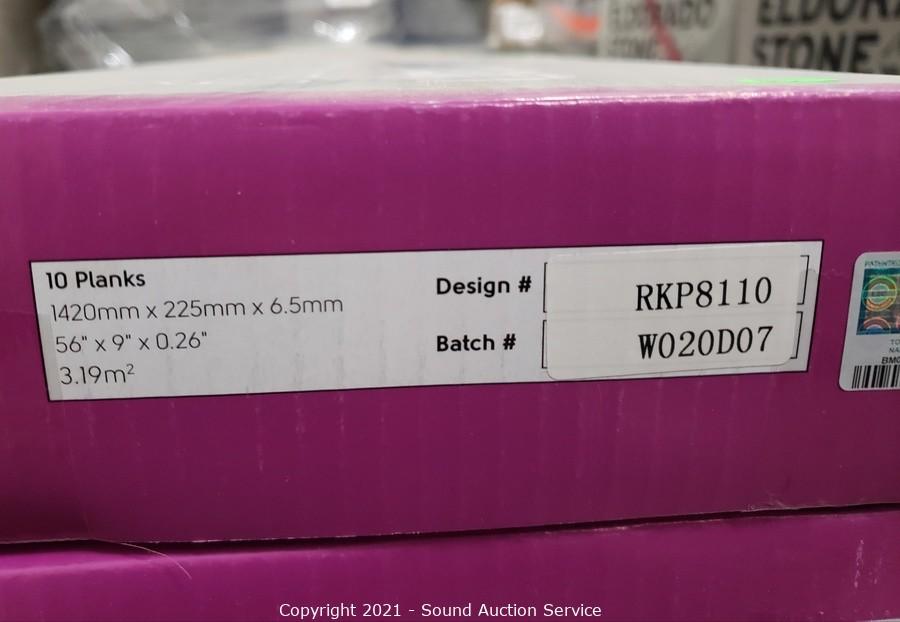 ELDORADO
STONE
10 Planks
1420mm x 225mm x 6.5mm
56" x 9" x 0.26"
3.19m²
Design #
RKP8110
Batch #
W020D07
Copyright 2021 - Sound Auction Service